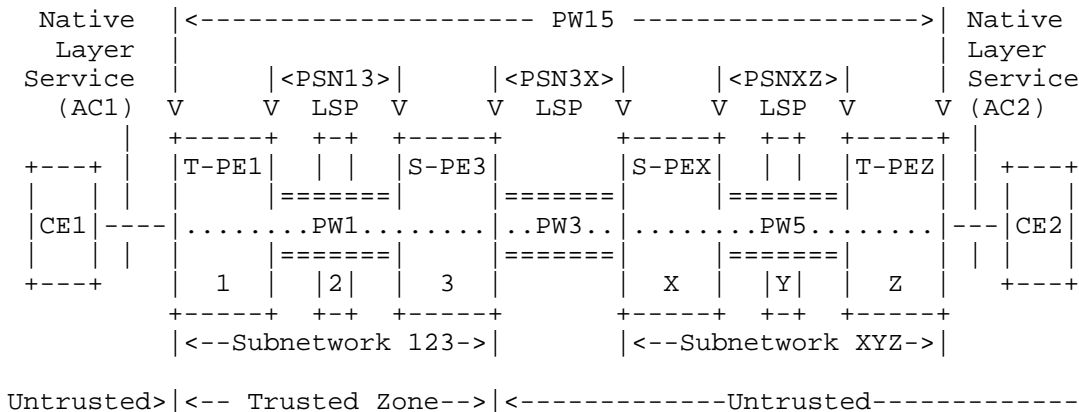 Native  |<-------------------- PW15 ----------------->| Native
Layer   |                                             | Layer
Service |     |<PSN13>|     |<PSN3X>|     |<PSNXZ>|     | Service
(AC1)   V     V  LSP  V     V  LSP  V     V  LSP  V     V (AC2)
|T-PE1|  | |  |S-PE3|       |S-PEX|  | |  |T-PEZ|
|CE1|----|........PW1........|..PW3..|........PW5........|---|CE2|
|  1  |  |2|  |  3  |       |  X  |  |Y|  |  Z  |
|<--Subnetwork 123->|       |<--Subnetwork XYZ->|
Untrusted>|<-- Trusted Zone-->|<-------------Untrusted-------------